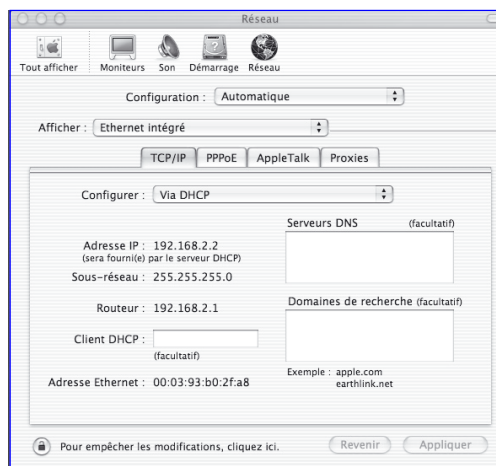 Réseau
Tout afficher Moniteurs Son Démarrage Réseau
Configuration : Automatique
Afficher : Ethernet intégré
TCP/IP PPPoE AppleTalk Proxies
Configurer : Via DHCP
Serveurs DNS (facultatif)
Adresse IP : 192.168.2.2
(sera fourni(e) par le serveur DHCP)
Sous-réseau : 255.255.255.0
Routeur : 192.168.2.1
Domaines de recherche (facultatif)
Client DHCP :
(facultatif)
Exemple : apple.com
earthlink.net
Adresse Ethernet : 00:03:93:b0:2f:a8
Pour empêcher les modifications, cliquez ici.
Revenir Appliquer